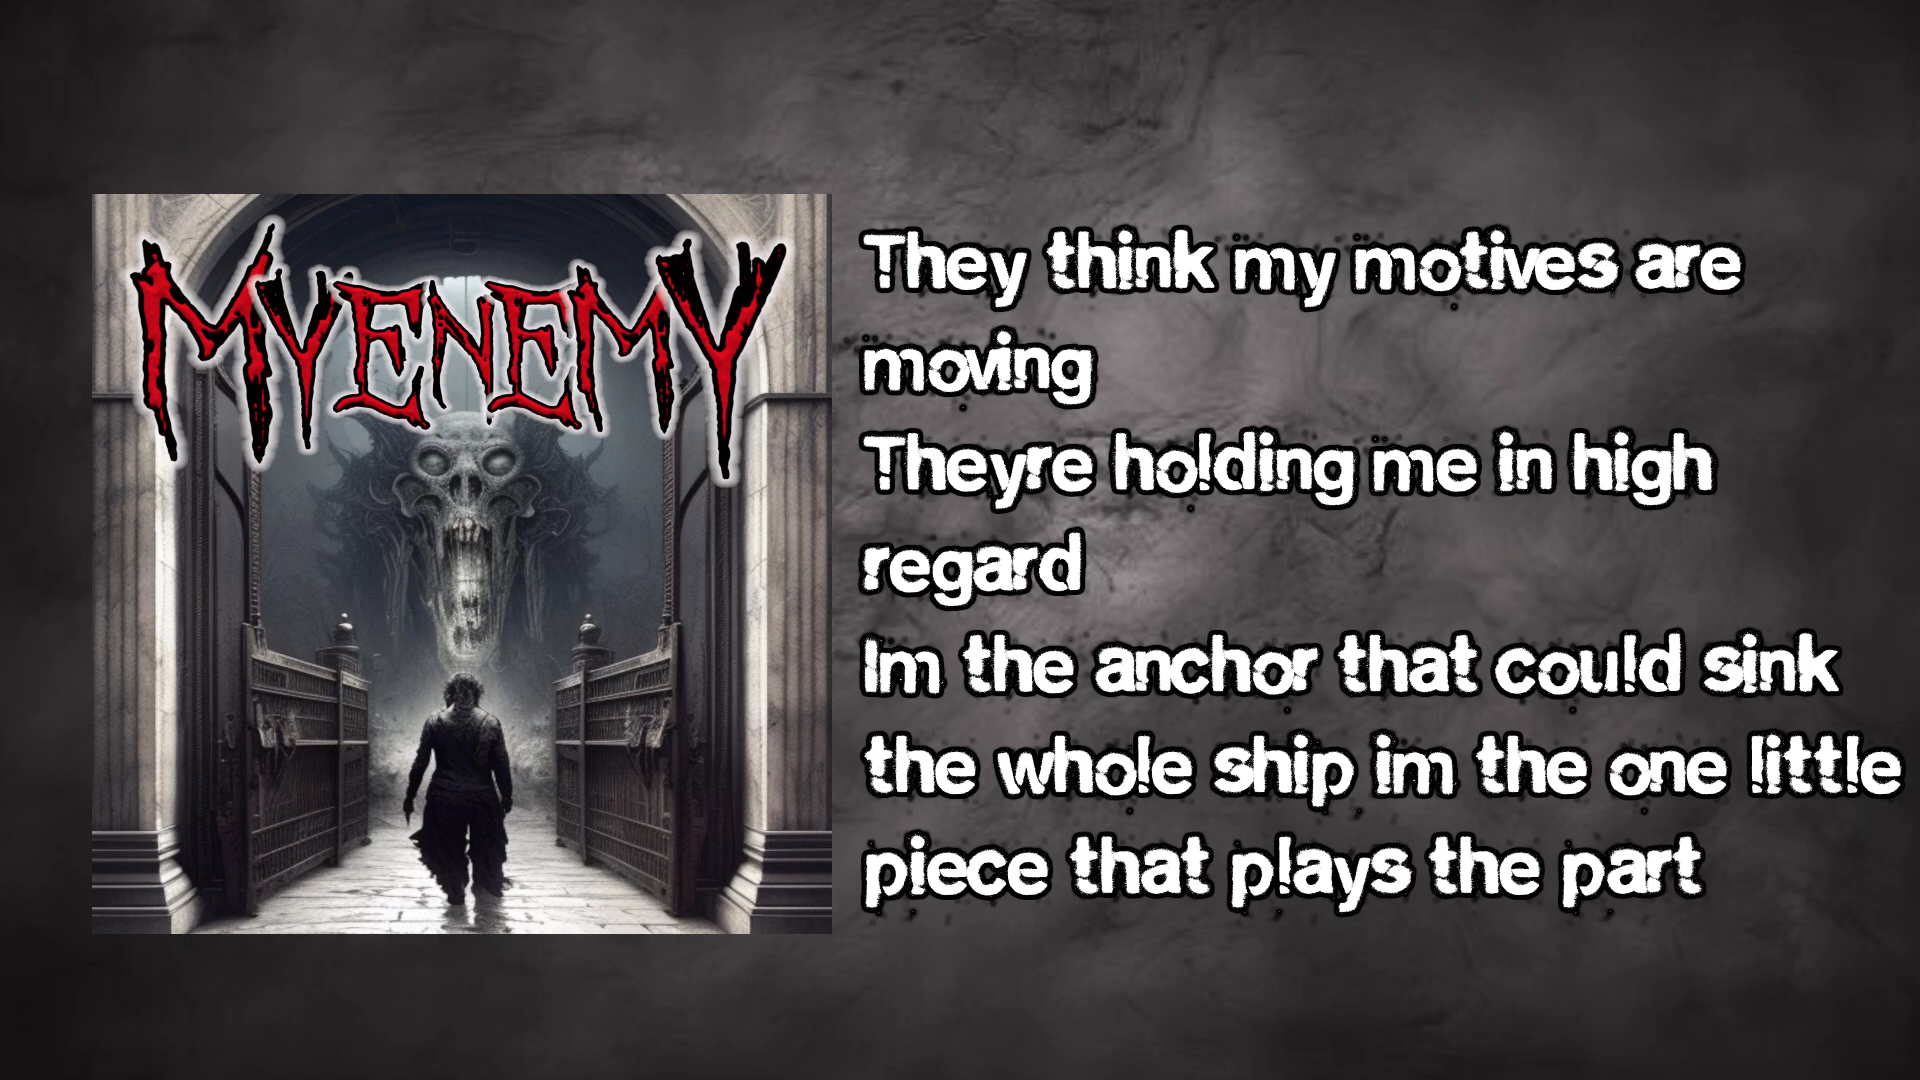 MYENEMY
They think my motives are
moving
Theyre holding me in high
regard
Im the anchor that could sink
the whole ship im the one little
piece that plays the part